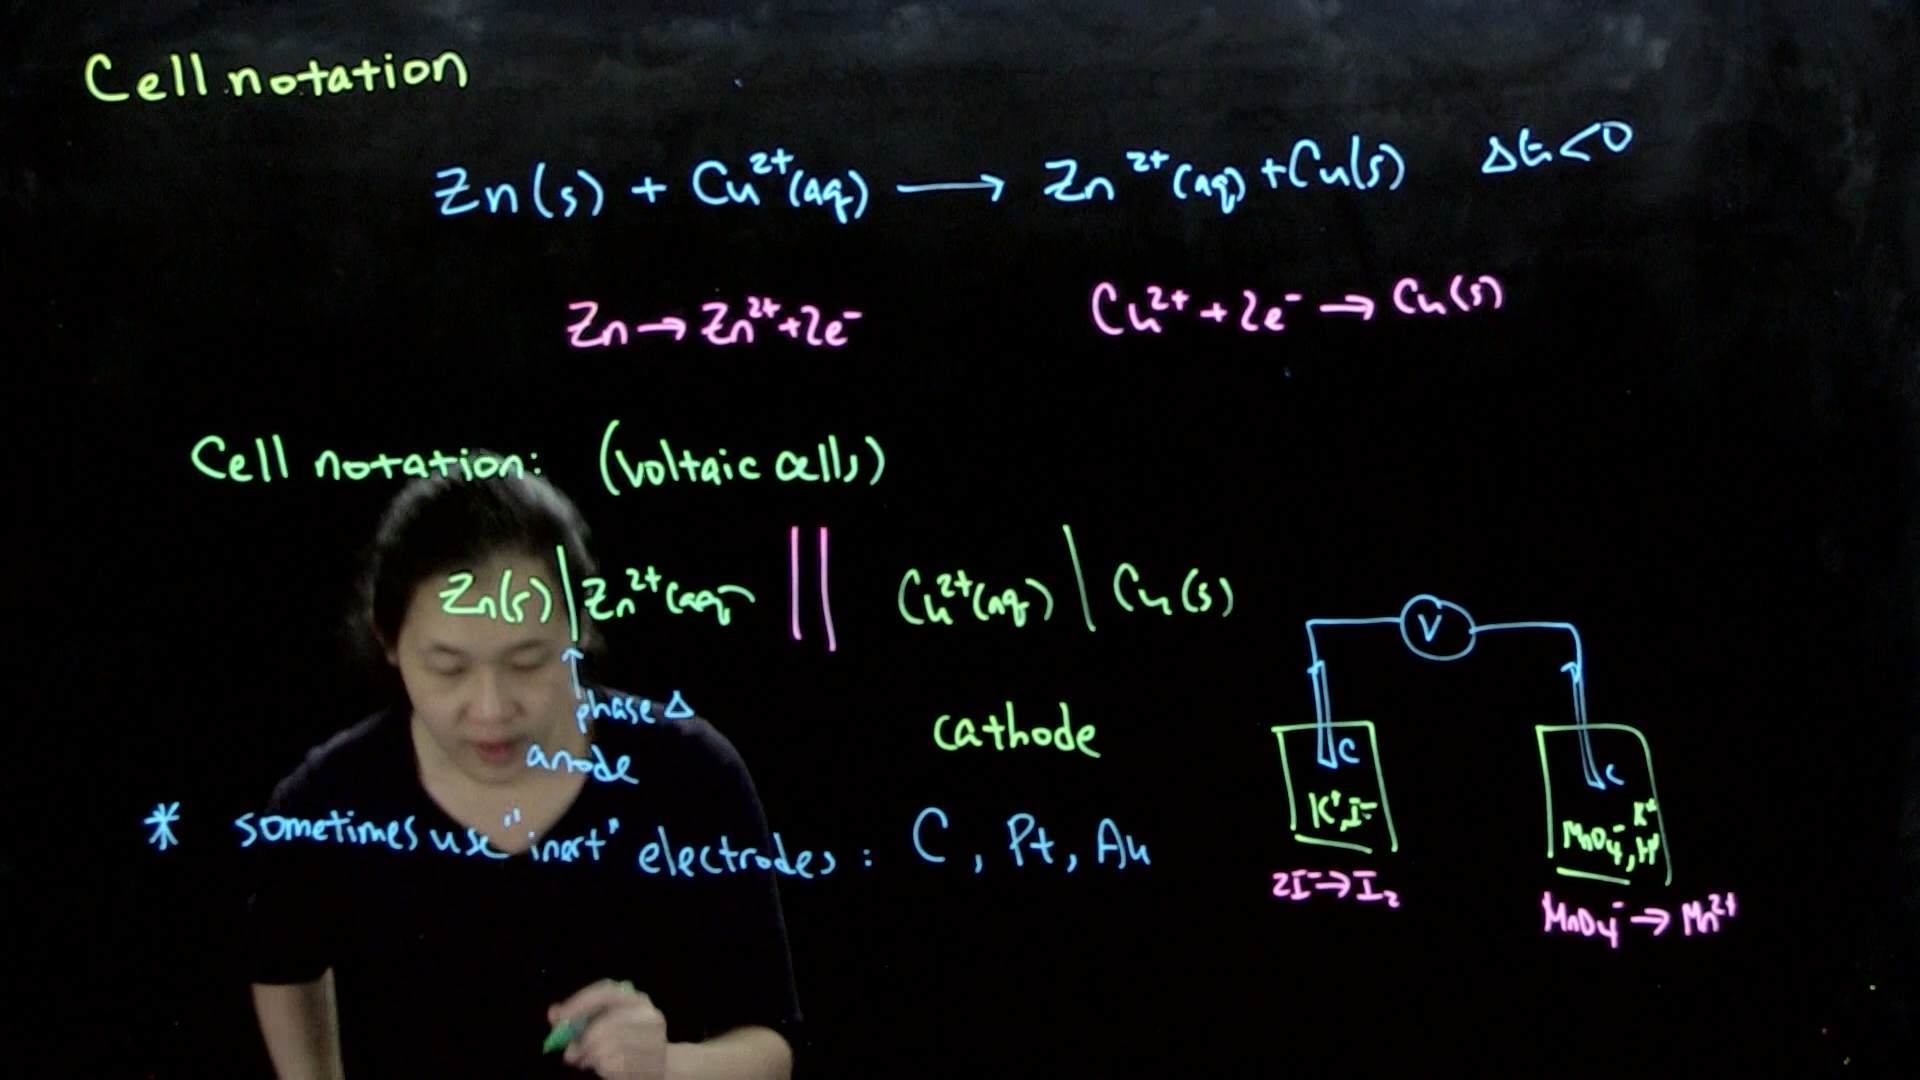 Cell notation
Zn(s) + Cu²⁺(aq) ⟶ Zn²⁺(aq) + Cu(s)   ΔG<0
Zn → Zn²⁺ + 2e⁻   Cu²⁺ + 2e⁻ → Cu(s)
Cell notation: (voltaic cells)
Zn(s) | Zn²⁺(aq) || Cu²⁺(aq) | Cu(s)
phase Δ
anode   cathode
* sometimes use "inert" electrodes: C, Pt, Au
V
C
K⁺, I⁻
2I⁻ → I₂
C
MnO₄⁻, K⁺, H⁺
MnO₄⁻ → Mn²⁺